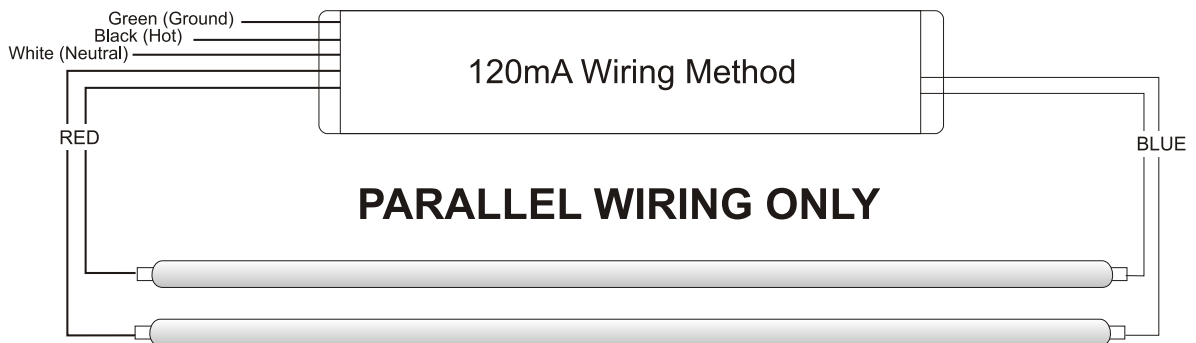 Green (Ground)
Black (Hot)
White (Neutral)
120mA Wiring Method
RED
BLUE
PARALLEL WIRING ONLY